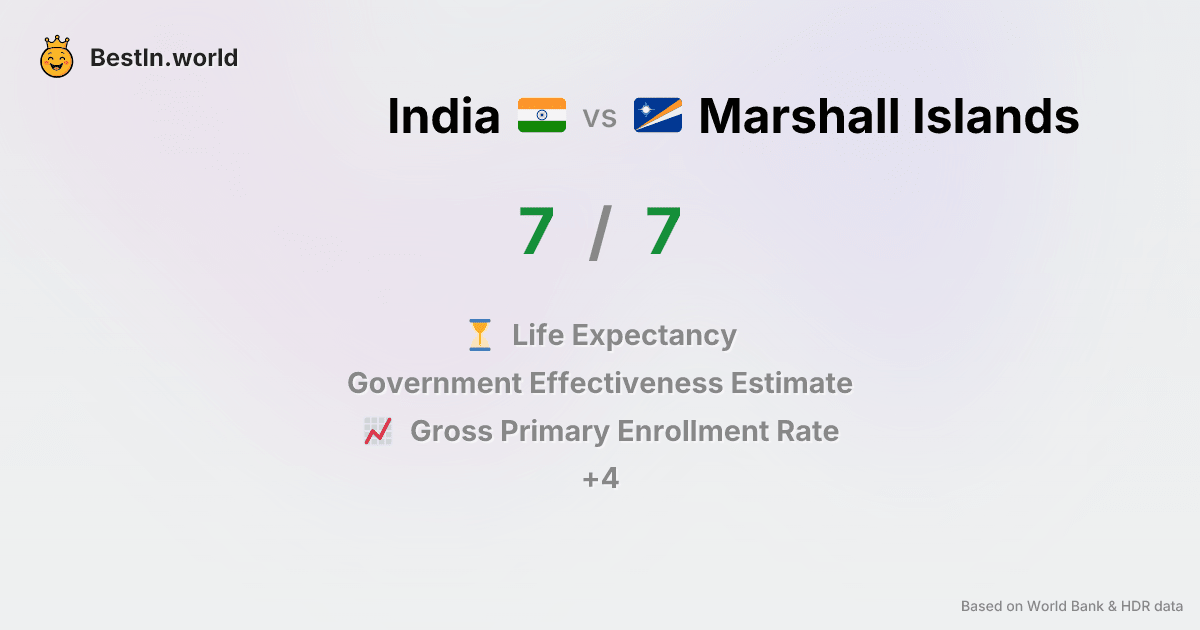 BestIn.world
India vs Marshall Islands
7 / 7
Life Expectancy
Government Effectiveness Estimate
Gross Primary Enrollment Rate
+4
Based on World Bank & HDR data